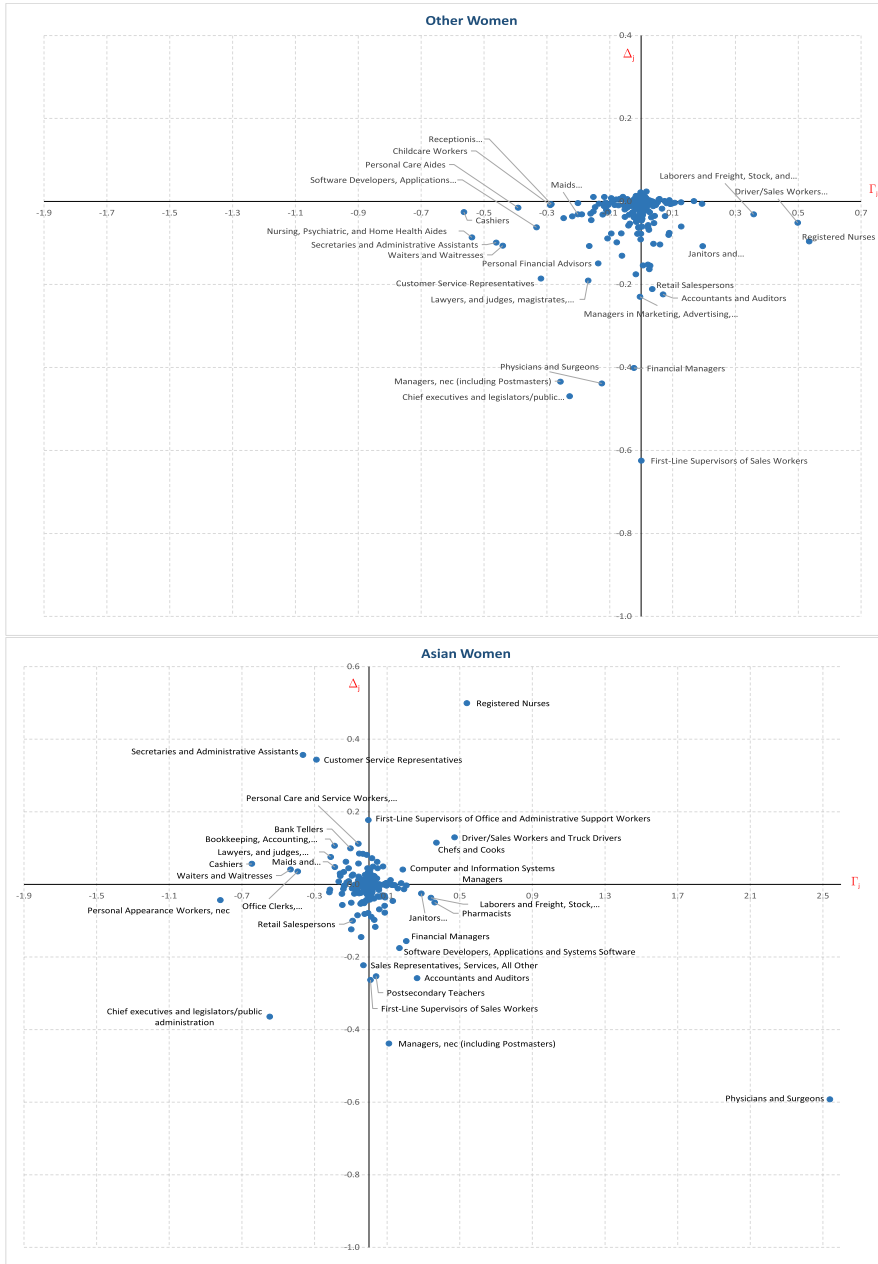 Other Women
0.4
Δj
0.2
Receptionis...
Childcare Workers
Personal Care Aides
Software Developers, Applications...
Maids...
Laborers and Freight, Stock, and...
Driver/Sales Workers...
Γj
-1.9
-1.5
-1.3
-1.1
-0.9
-0.7
-0.5
-0.3
-0.1
0.1
0.3
0.5
0.7
Cashiers
Nursing, Psychiatric, and Home Health Aides
Registered Nurses
Secretaries and Administrative Assistants
Waiters and Waitresses
Janitors and...
Personal Financial Advisors
-0.2
Customer Service Representatives
Retail Salespersons
Lawyers, and judges, magistrates,...
Accountants and Auditors
Managers in Marketing, Advertising,...
Physicians and Surgeons
-0.4
Financial Managers
Managers, nec (including Postmasters)
Chief executives and legislators/public...
First-Line Supervisors of Sales Workers
-0.6
-0.8
-1.0
Asian Women
0.6
Δj
Registered Nurses
0.4
Secretaries and Administrative Assistants
Customer Service Representatives
Personal Care and Service Workers,...
0.2
First-Line Supervisors of Office and Administrative Support Workers
Bank Tellers
Bookkeeping, Accounting,...
Driver/Sales Workers and Truck Drivers
Chefs and Cooks
Lawyers, and judges,...
Cashiers
Maids and...
Computer and Information Systems
Managers
Waiters and Waitresses
Γj
-1.9
-1.5
-1.1
-0.7
-0.3
0.1
0.5
0.9
1.3
1.7
2.1
2.5
Personal Appearance Workers, nec
Office Clerks,...
Laborers and Freight, Stock,...
Janitors...
Pharmacists
Retail Salespersons
Financial Managers
Software Developers, Applications and Systems Software
-0.2
Sales Representatives, Services, All Other
Accountants and Auditors
Postsecondary Teachers
First-Line Supervisors of Sales Workers
Chief executives and legislators/public
administration
-0.4
Managers, nec (including Postmasters)
-0.6
Physicians and Surgeons
-0.8
-1.0